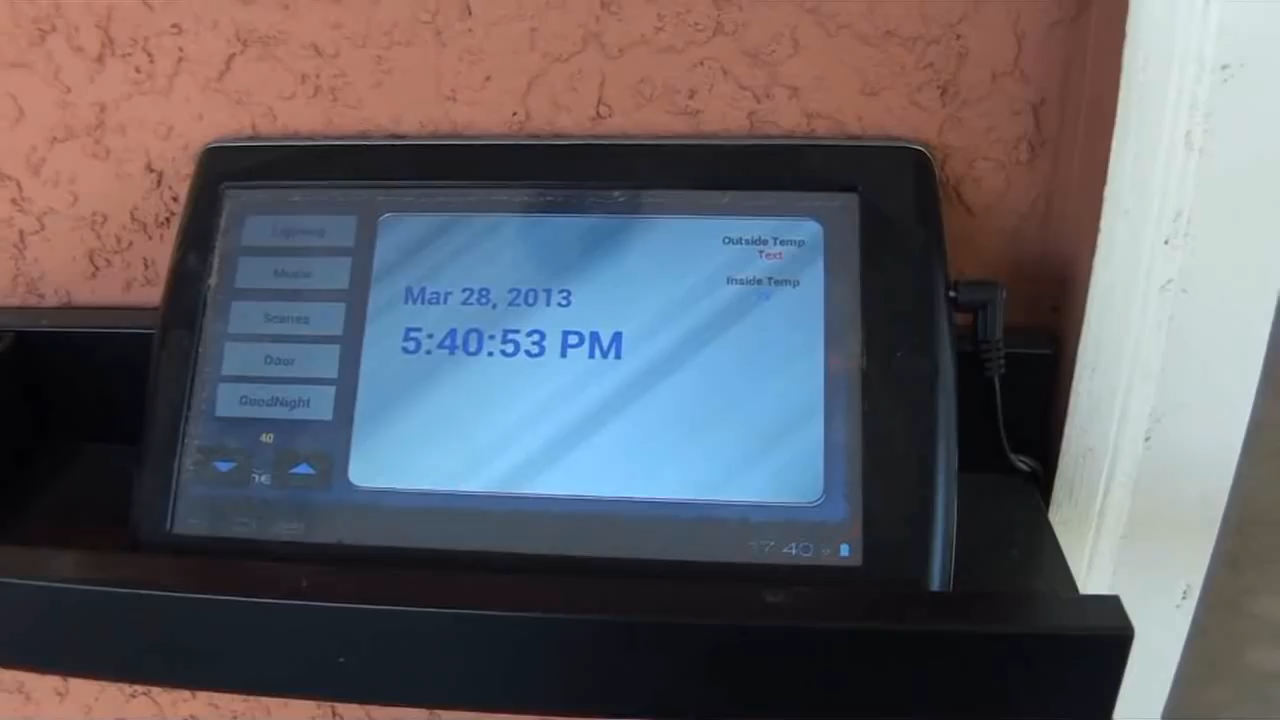 Lighting
Music
Scenes
Door
GoodNight
40
Outside Temp
Text
Inside Temp
Mar 28, 2013
5:40:53 PM
17:40